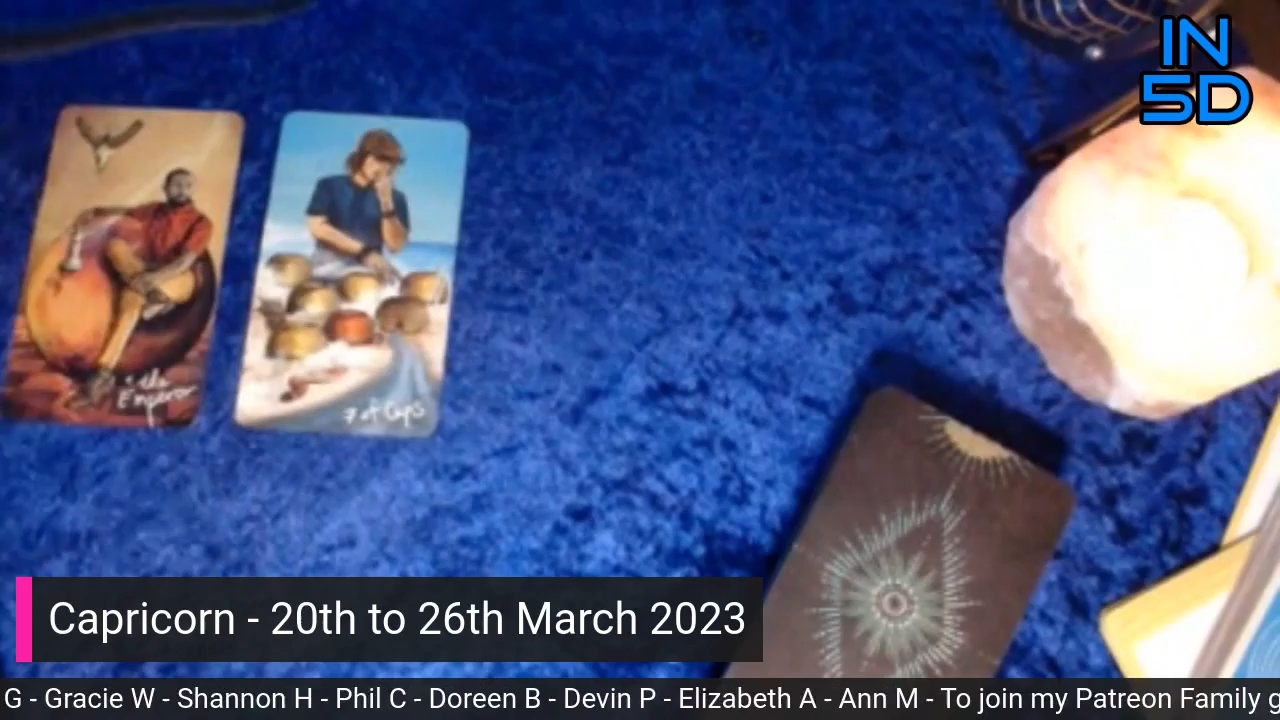 IN
5D
the
Emperor
7 of Cups
Capricorn - 20th to 26th March 2023
G - Gracie W - Shannon H - Phil C - Doreen B - Devin P - Elizabeth A - Ann M - To join my Patreon Family g